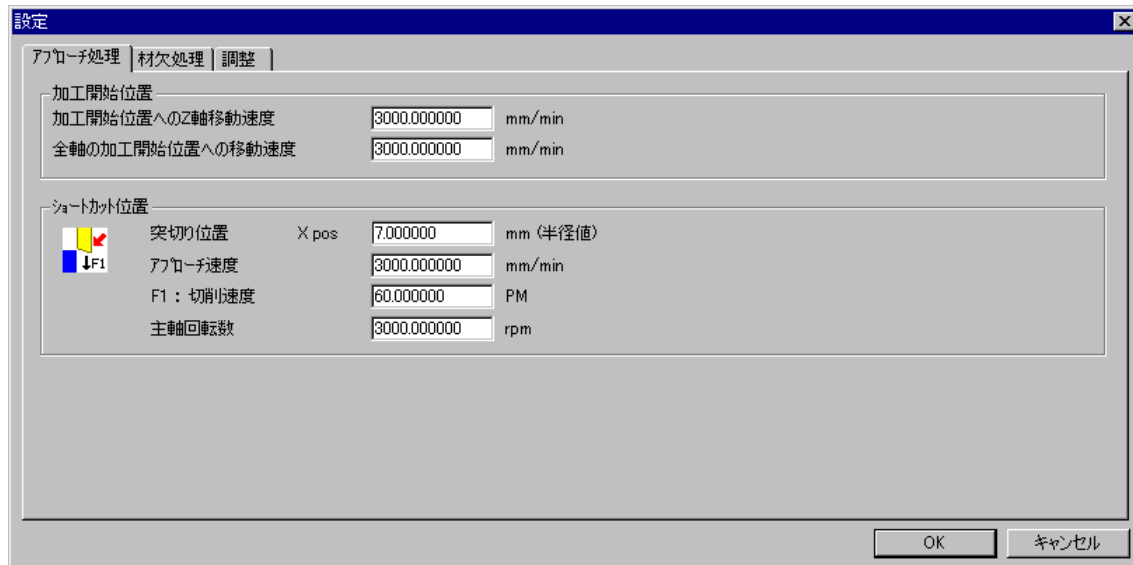 設定
ｱﾌﾟﾛｰﾁ処理 材欠処理 調整
加工開始位置
加工開始位置へのZ軸移動速度 3000.000000 mm/min
全軸の加工開始位置への移動速度 3000.000000 mm/min
ｼｮｰﾄｶｯﾄ位置
突切り位置 X pos 7.000000 mm (半径値)
ｱﾌﾟﾛｰﾁ速度 3000.000000 mm/min
↓F1
F1 : 切削速度 60.000000 PM
主軸回転数 3000.000000 rpm
OK キャンセル